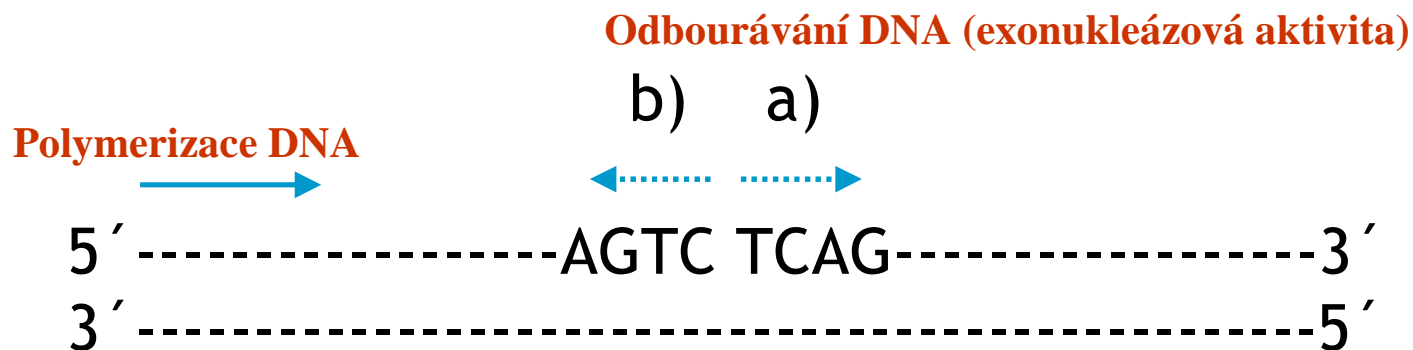 Odbourávání DNA (exonukleázová aktivita)
b) a)
Polymerizace DNA
5´-----------------AGTC TCAG-----------------3´
3´-----------------------------------------------5´